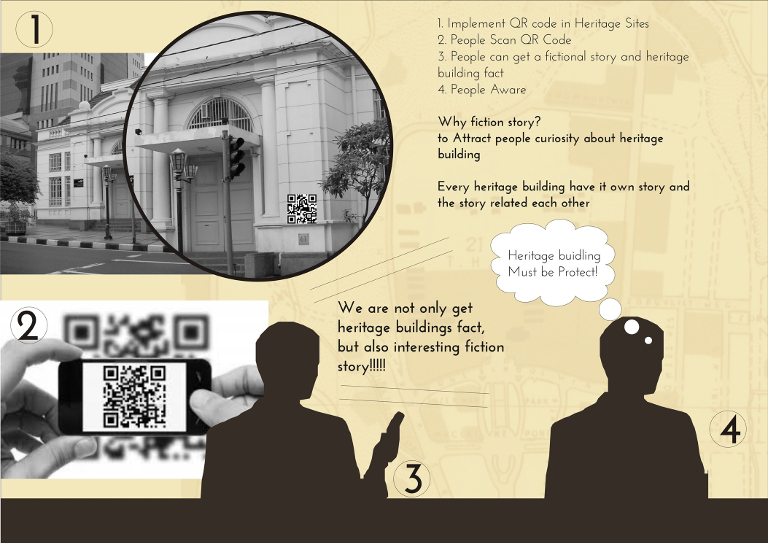 1
1. Implement QR code in Heritage Sites
2. People Scan QR Code
3. People can get a fictional story and heritage
building fact
4. People Aware
Why fiction story?
to Attract people curiosity about heritage
building
Every heritage building have it own story and
the story related each other
Heritage buidling
Must be Protect!
2
We are not only get
heritage buildings fact,
but also interesting fiction
story!!!!!
3
4